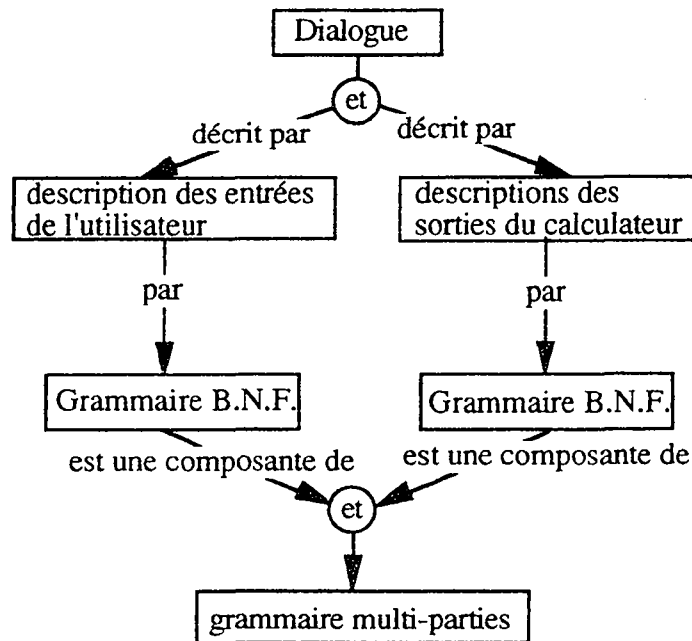 Dialogue
et
décrit par
décrit par
description des entrées
de l'utilisateur
descriptions des
sorties du calculateur
par
par
Grammaire B.N.F.
Grammaire B.N.F.
est une composante de
est une composante de
et
grammaire multi-parties